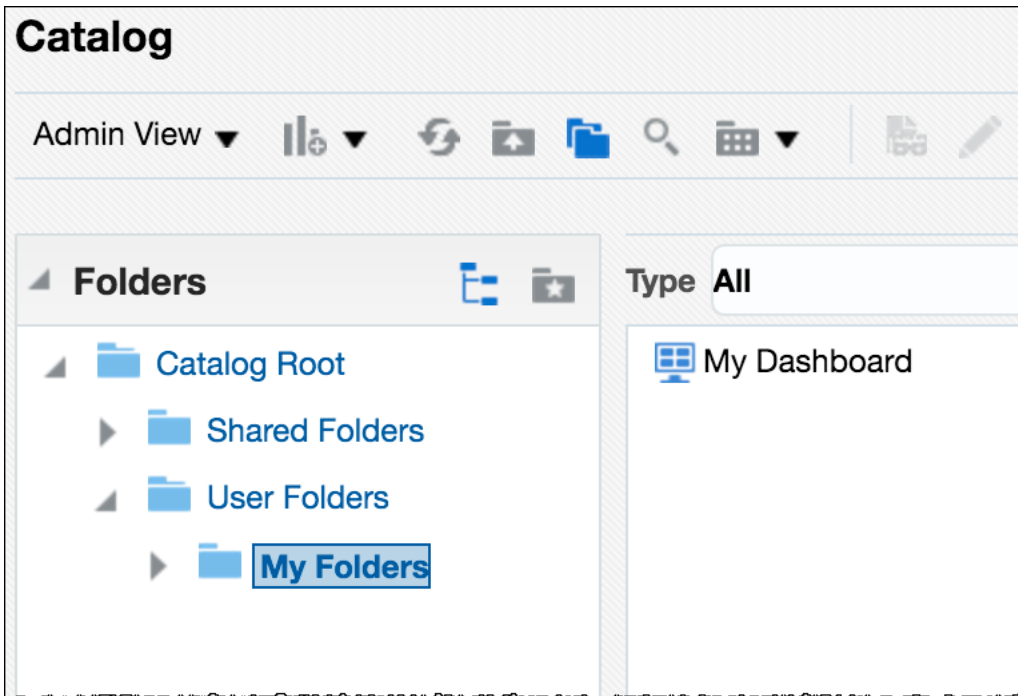 Catalog
Admin View
Folders
Type All
Catalog Root
My Dashboard
Shared Folders
User Folders
My Folders